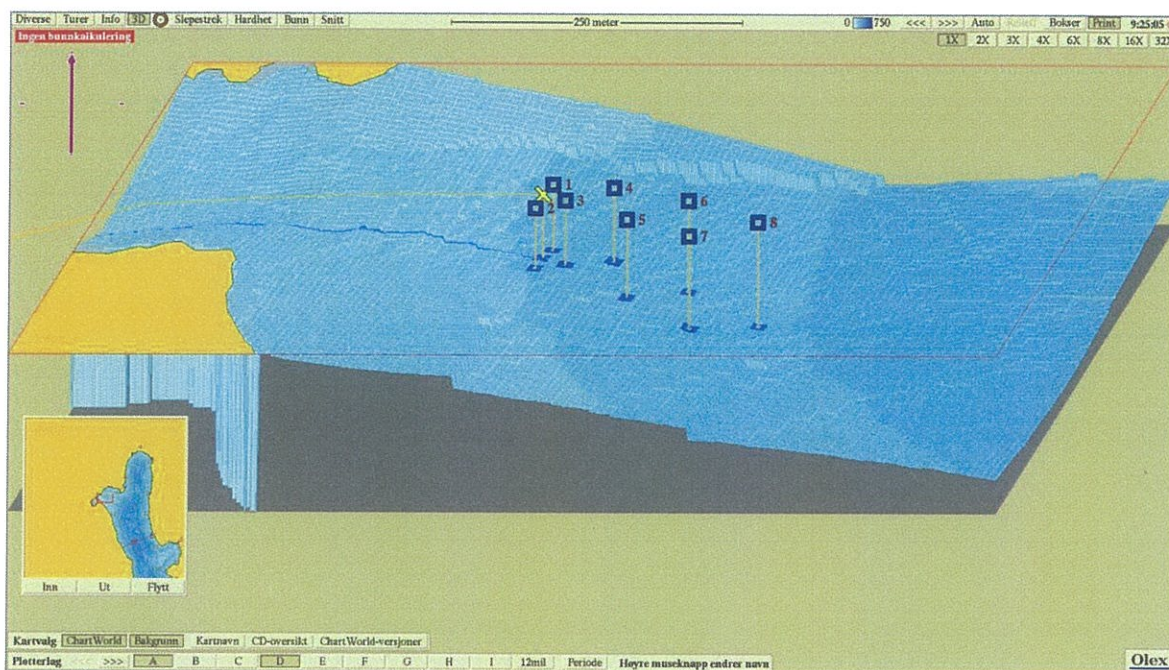 Diverse Turer Info 3D Slepestrek Hardhet Bunn Snitt 250 meter 0 750 <<< >>> Auto Bokser Print 9:25:05
Ingen bunnkalkulering
1X 2X 3X 4X 6X 8X 16X 32X
1
2
3
4
5
6
7
8
Inn Ut Flytt
Kartvalg ChartWorld Bakgrunn Kartnavn CD-oversikt ChartWorld-versjoner
Plotterlag <<< >>> A B C D E F G H I 12mil Periode Høyre museknapp endrer navn Olex